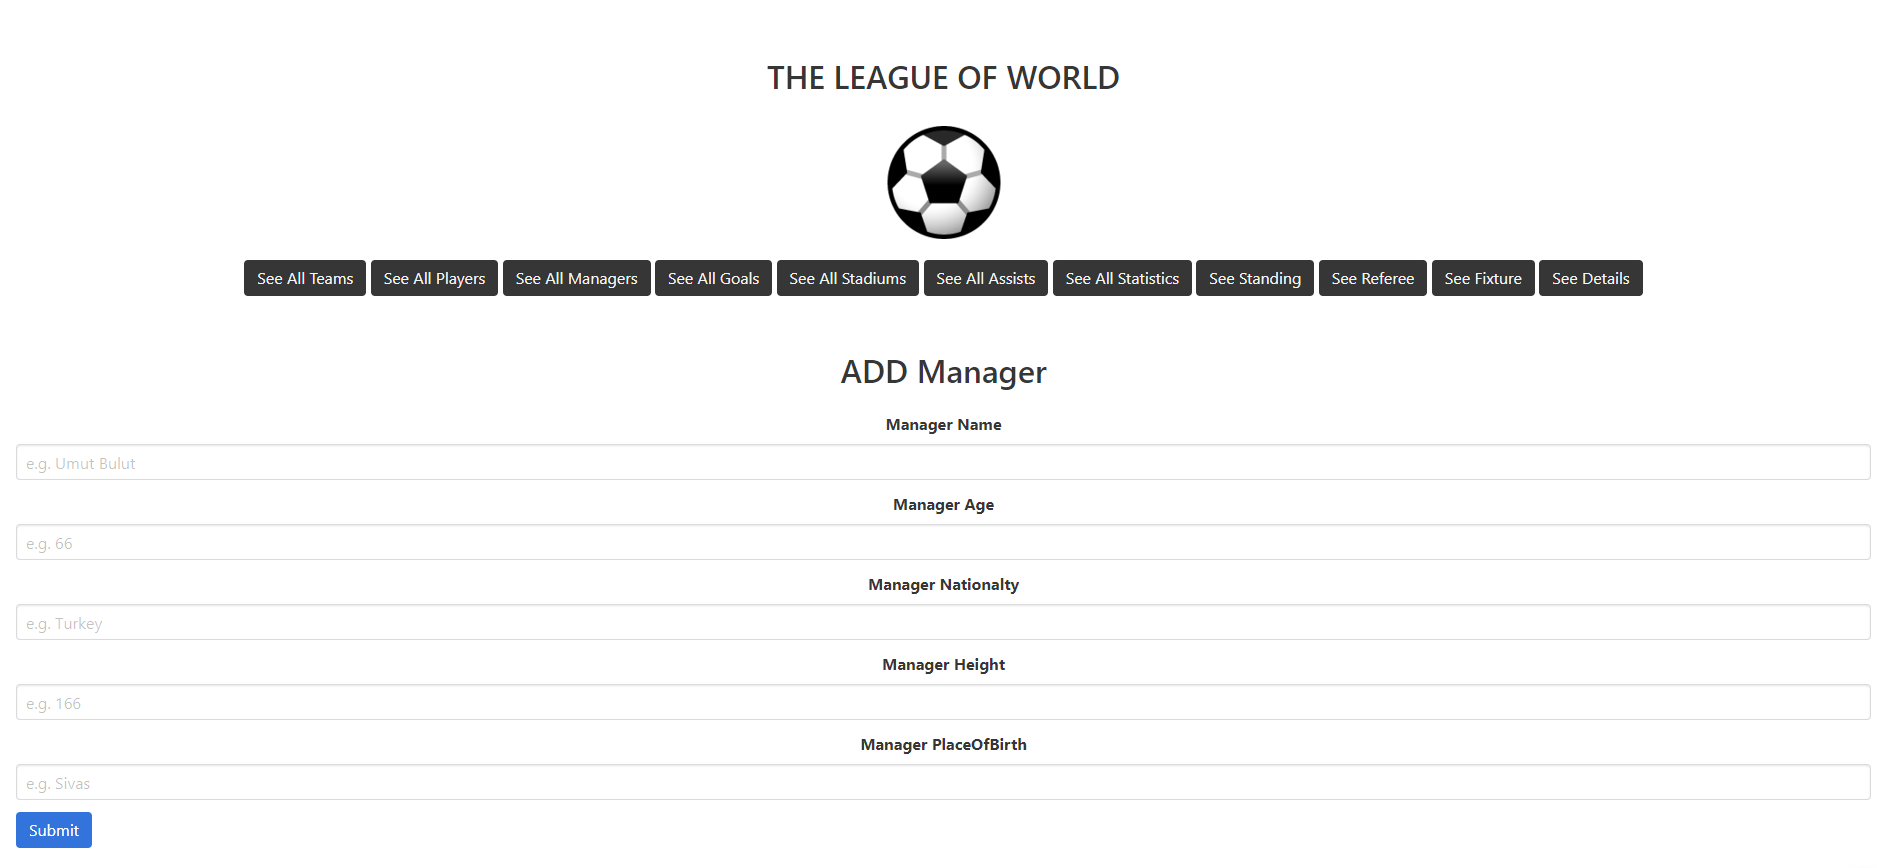 THE LEAGUE OF WORLD
See All Teams See All Players See All Managers See All Goals See All Stadiums See All Assists See All Statistics See Standing See Referee See Fixture See Details
ADD Manager
Manager Name
e.g. Umut Bulut
Manager Age
e.g. 66
Manager Nationalty
e.g. Turkey
Manager Height
e.g. 166
Manager PlaceOfBirth
e.g. Sivas
Submit